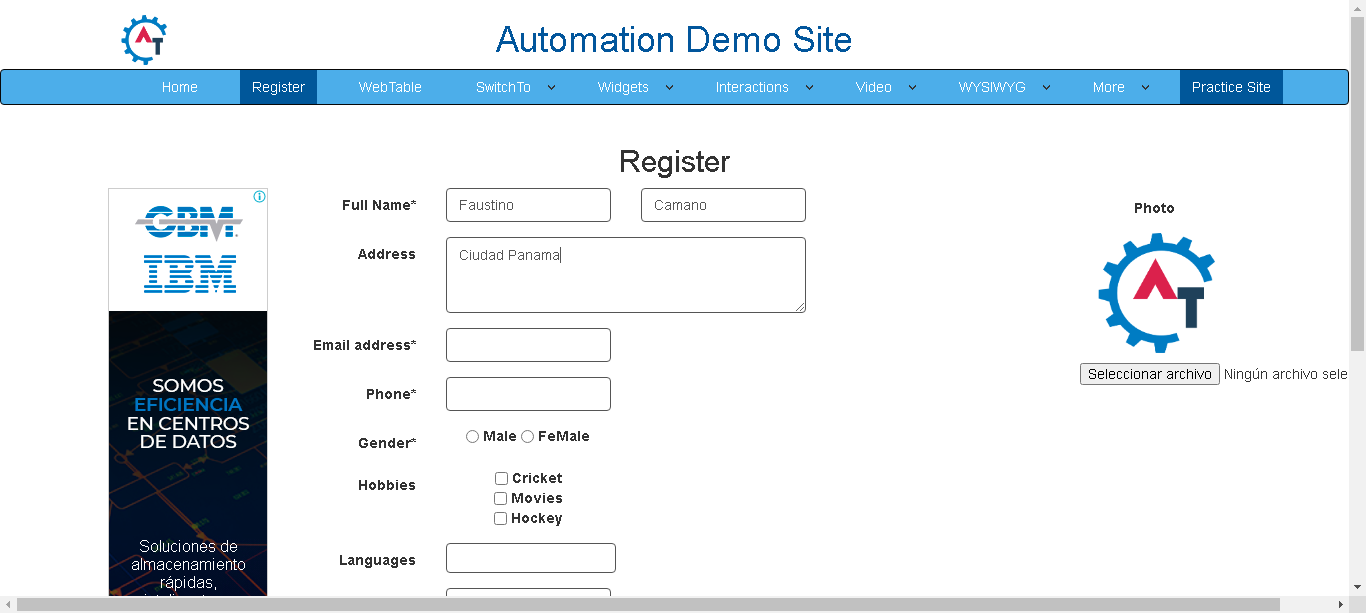 Automation Demo Site
Home Register WebTable SwitchTo Widgets Interactions Video WYSIWYG More Practice Site
Register
GBM
IBM
SOMOS
EFICIENCIA
EN CENTROS
DE DATOS
Soluciones de
almacenamiento
rápidas,
Full Name* Faustino Camano
Address Ciudad Panama
Email address*
Phone*
Gender* Male FeMale
Hobbies Cricket
Movies
Hockey
Languages
Photo
AT
Seleccionar archivo Ningún archivo sele